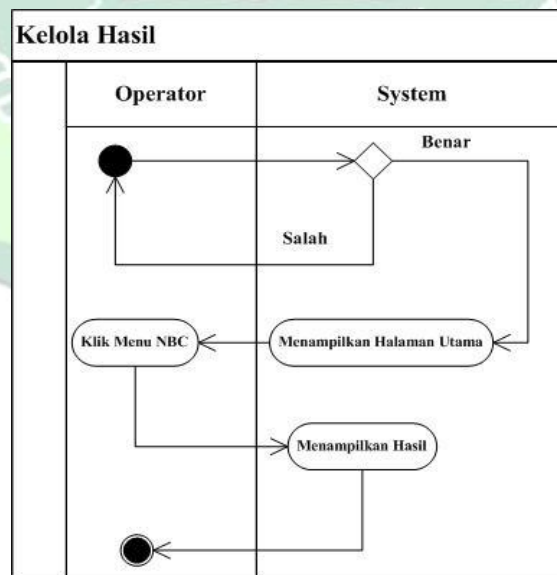 Kelola Hasil
Operator
System
Benar
Salah
Klik Menu NBC
Menampilkan Halaman Utama
Menampilkan Hasil